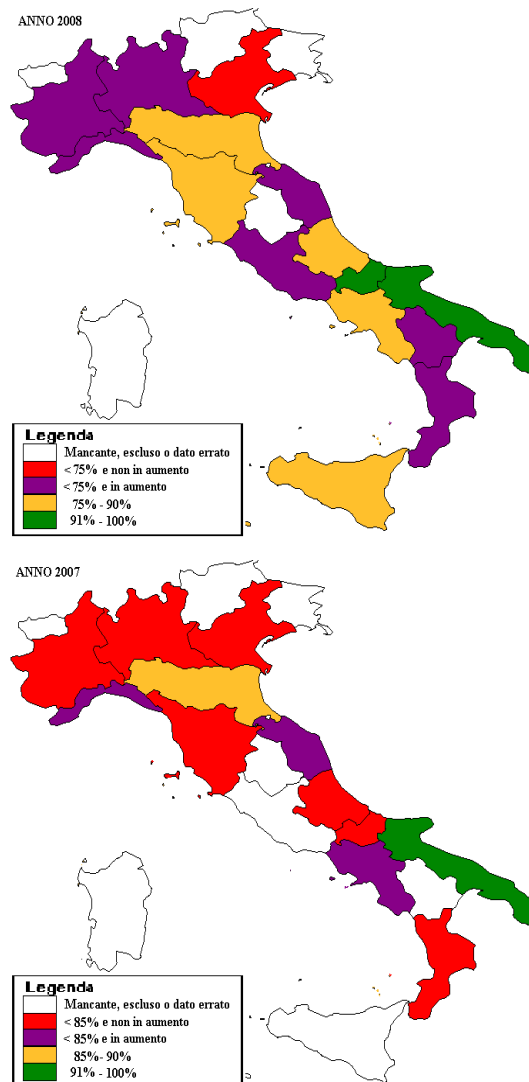 ANNO 2008
Legenda
Mancante, escluso o dato errato
<75% e non in aumento
<75% e in aumento
75% - 90%
91% - 100%
ANNO 2007
Legenda
Mancante, escluso o dato errato
<85% e non in aumento
<85% e in aumento
85%- 90%
91% - 100%